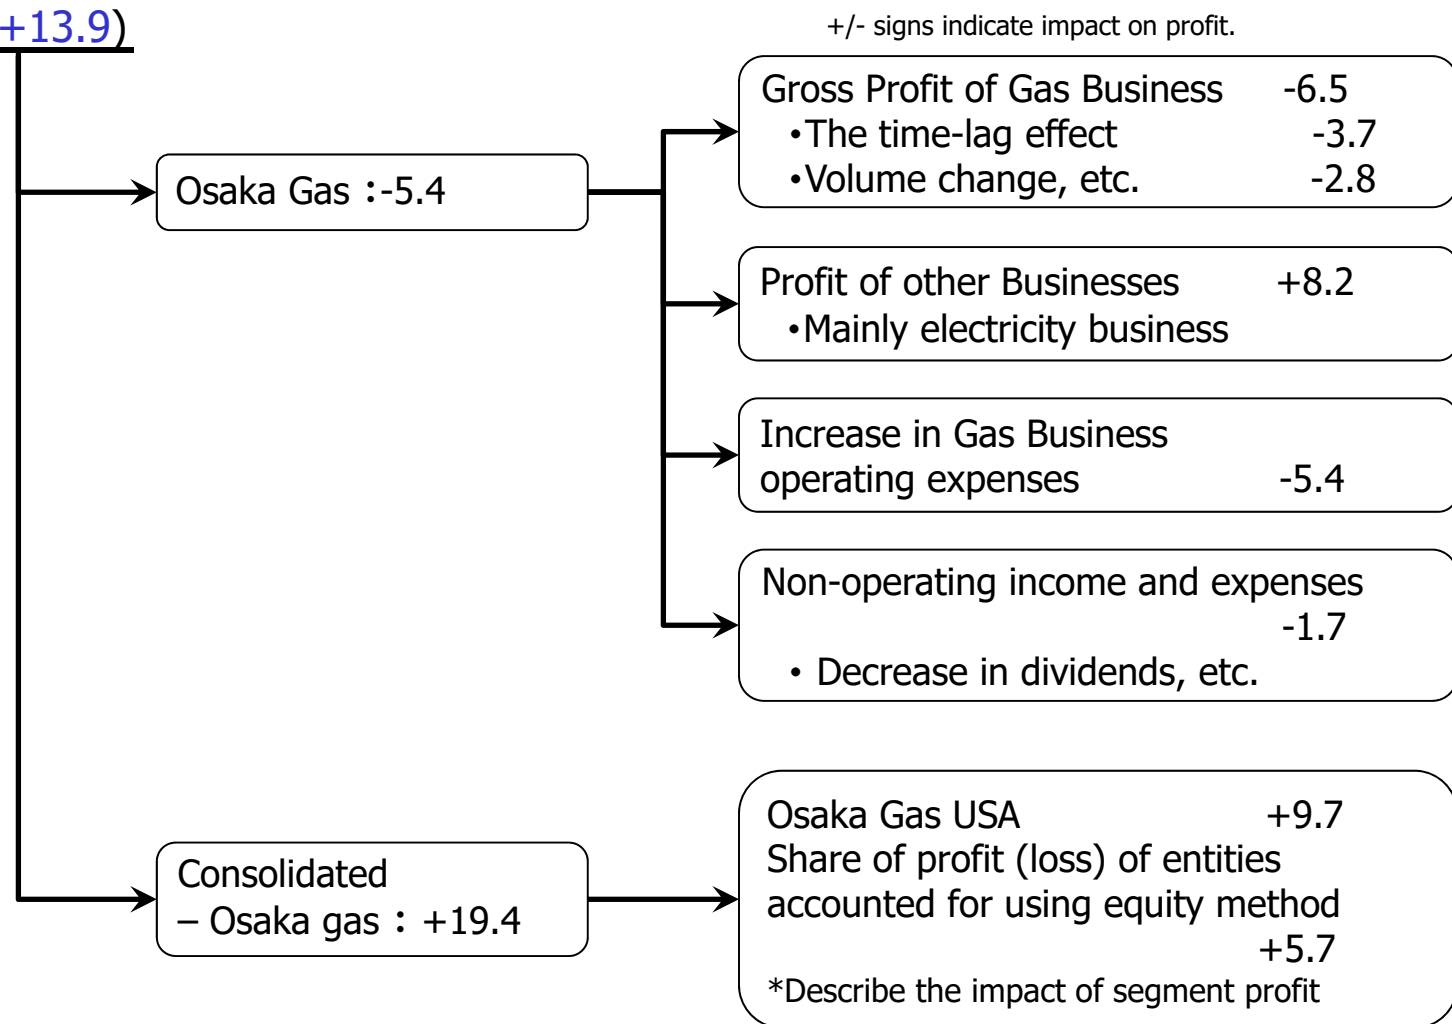 +13.9)
+/- signs indicate impact on profit.
Gross Profit of Gas Business -6.5
•The time-lag effect -3.7
•Volume change, etc. -2.8
Osaka Gas :-5.4
Profit of other Businesses +8.2
•Mainly electricity business
Increase in Gas Business
operating expenses -5.4
Non-operating income and expenses
-1.7
• Decrease in dividends, etc.
Consolidated
– Osaka gas : +19.4
Osaka Gas USA +9.7
Share of profit (loss) of entities
accounted for using equity method
+5.7
*Describe the impact of segment profit